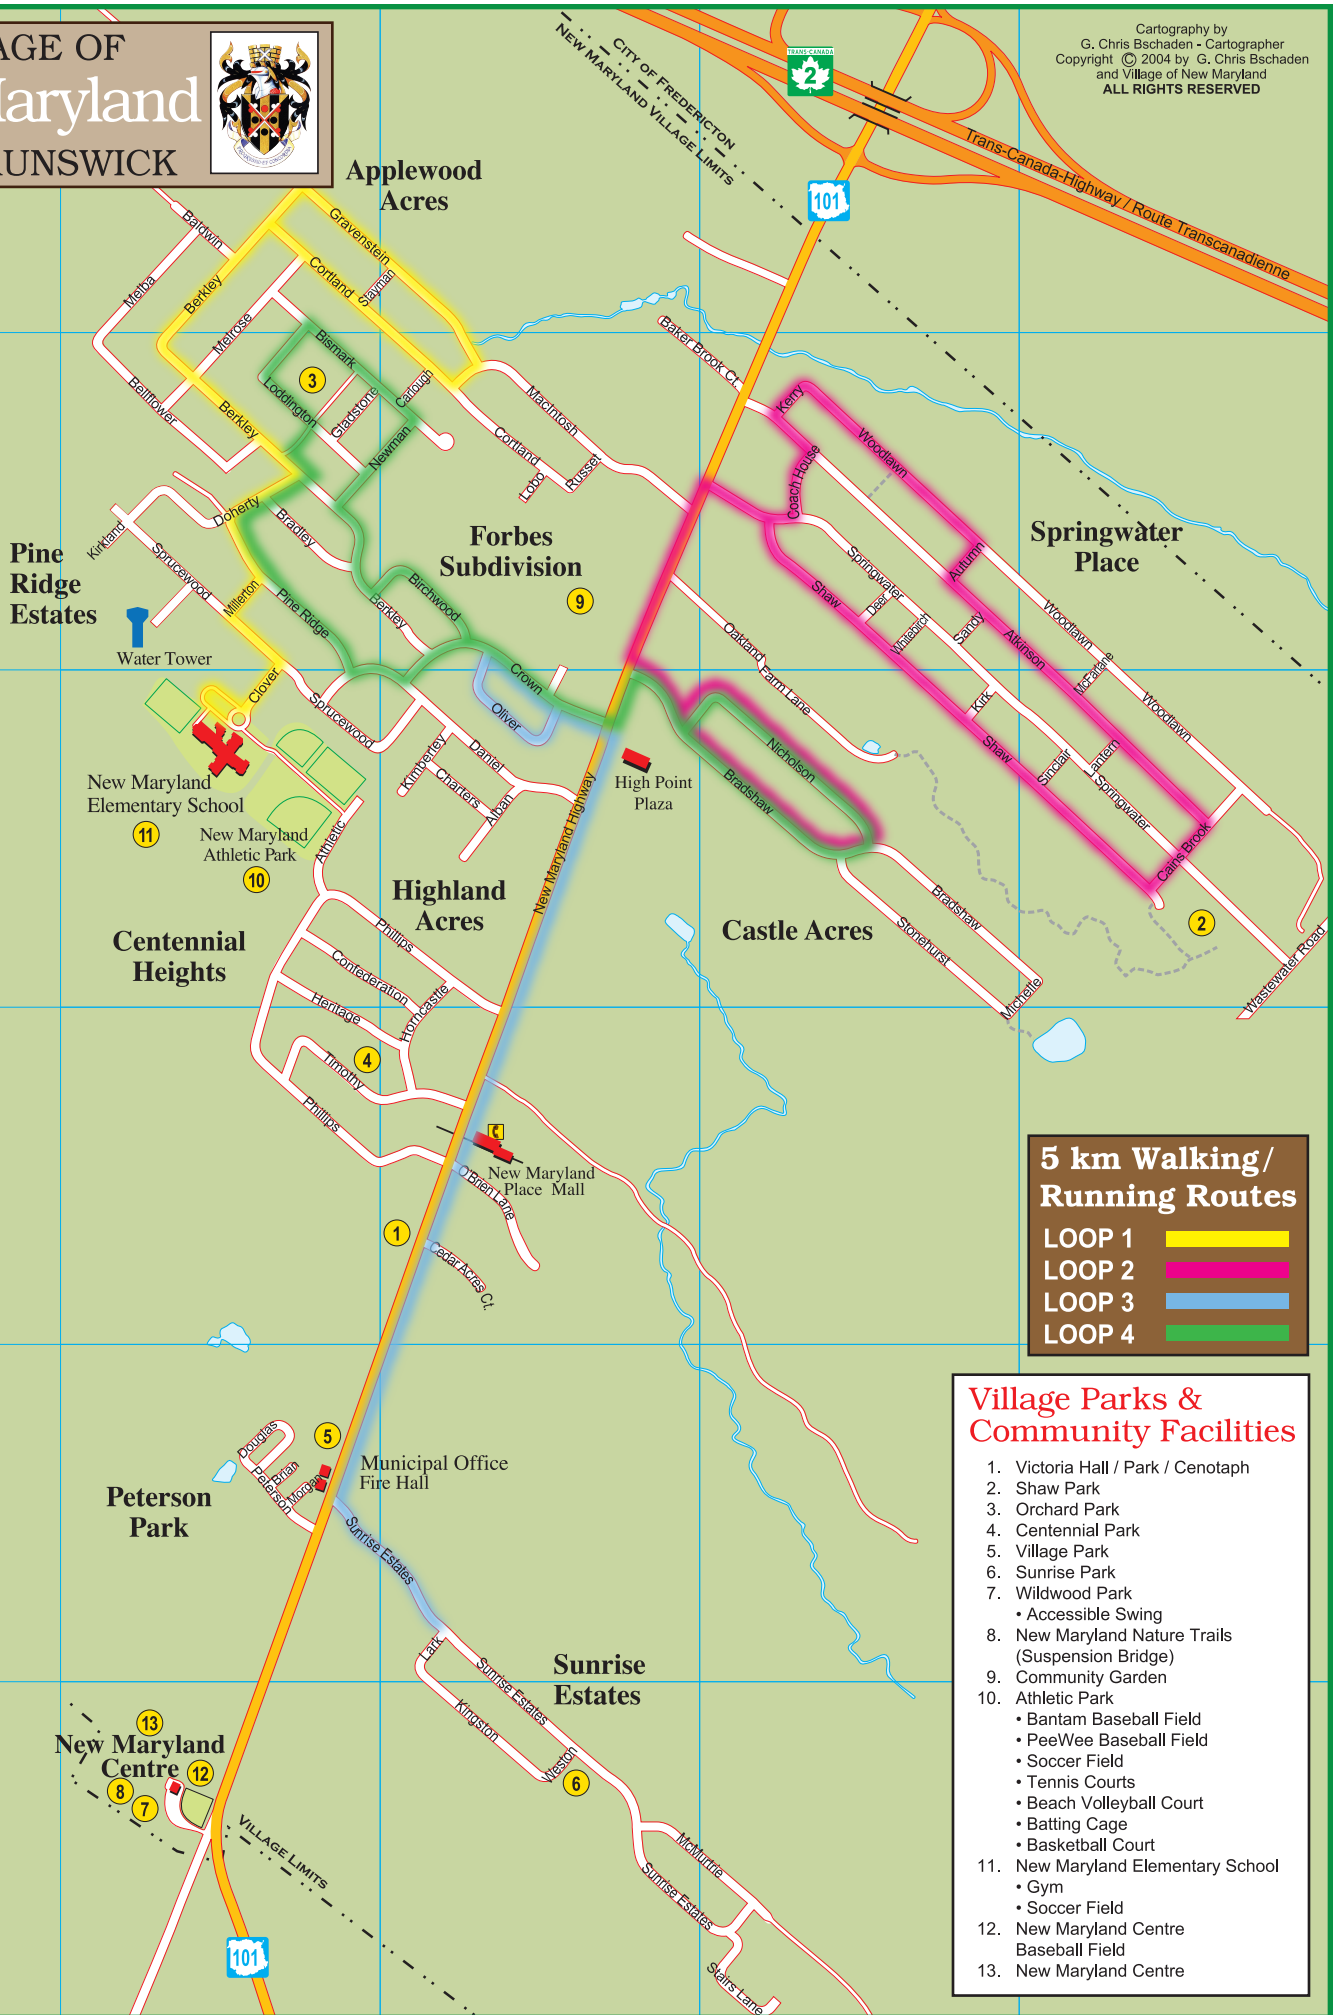 AGE OF
Maryland
RUNSWICK
Cartography by
G. Chris Bschaden - Cartographer
Copyright © 2004 by G. Chris Bschaden
and Village of New Maryland
ALL RIGHTS RESERVED
CITY OF FREDERICTON
NEW MARYLAND VILLAGE LIMITS
TRANS-CANADA
2
101
Trans-Canada-Highway / Route Transcanadienne
Applewood
Acres
Baldwin
Gravenstein
Cortland
Stayman
Melba
Berkley
Melrose
Bismark
3
Loddington
Gladstone
Carlough
Bellflower
Berkley
Newman
Macintosh
Cortland
Lobo
Russet
Baker Brook Ct.
Kerry
Woodlawn
Coach House
Springwater
Place
Autumn
Springwater
Shaw
Deer
Whitebirch
Sandy
Atkinson
Woodlawn
McFarlane
Woodlawn
Kirk
Shaw
Sinclair
Lantern
Springwater
Cains Brook
2
Wastewater Road
Pine
Ridge
Estates
Kirkland
Doherty
Bradley
Sprucewood
Millerton
Pine Ridge
Berkley
Birchwood
Forbes
Subdivision
9
Water Tower
Clover
Sprucewood
Crown
Oliver
Oakland
Farm Lane
Nicholson
Bradshaw
High Point
Plaza
Kimberley
Daniel
Charters
Alban
New Maryland Highway
New Maryland
Elementary School
11
New Maryland
Athletic Park
10
Athletic
Highland
Acres
Castle Acres
Bradshaw
Stonehurst
Michelle
Centennial
Heights
Phillips
Confederation
Heritage
Horncastle
4
Timothy
Phillips
New Maryland
Place Mall
O'Brien Lane
1
Cedar Acres Ct.
5 km Walking/
Running Routes
LOOP 1
LOOP 2
LOOP 3
LOOP 4
5
Douglas
Brian
Morgan
Peterson
Municipal Office
Fire Hall
Peterson
Park
Sunrise Estates
Lark
Sunrise Estates
Kingston
Weston
6
Sunrise
Estates
McMurtrie
Sunrise Estates
Stairs Lane
13
New Maryland
Centre
12
8
7
VILLAGE LIMITS
101
Village Parks &
Community Facilities
1. Victoria Hall / Park / Cenotaph
2. Shaw Park
3. Orchard Park
4. Centennial Park
5. Village Park
6. Sunrise Park
7. Wildwood Park
• Accessible Swing
8. New Maryland Nature Trails
(Suspension Bridge)
9. Community Garden
10. Athletic Park
• Bantam Baseball Field
• PeeWee Baseball Field
• Soccer Field
• Tennis Courts
• Beach Volleyball Court
• Batting Cage
• Basketball Court
11. New Maryland Elementary School
• Gym
• Soccer Field
12. New Maryland Centre
Baseball Field
13. New Maryland Centre